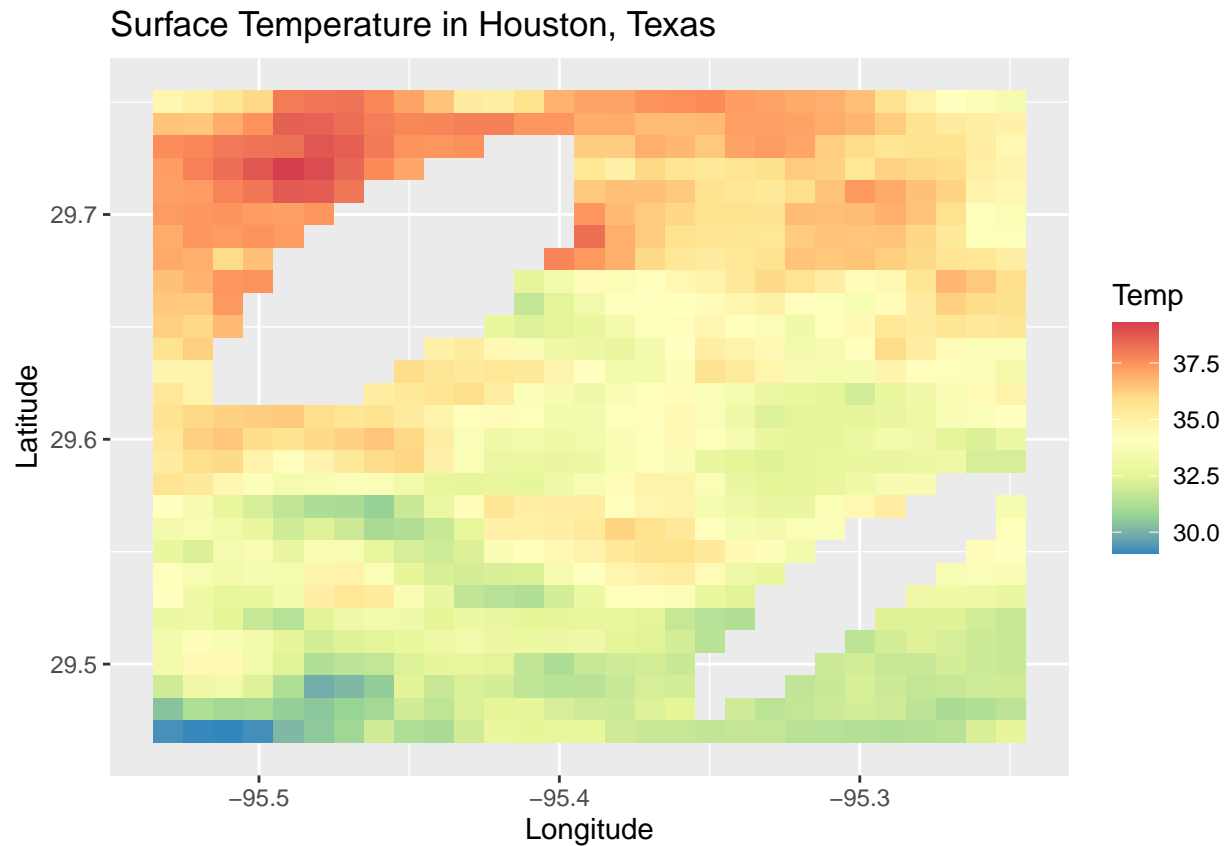 Surface Temperature in Houston, Texas
Latitude
29.7
29.6
29.5
−95.5
−95.4
−95.3
Longitude
Temp
37.5
35.0
32.5
30.0